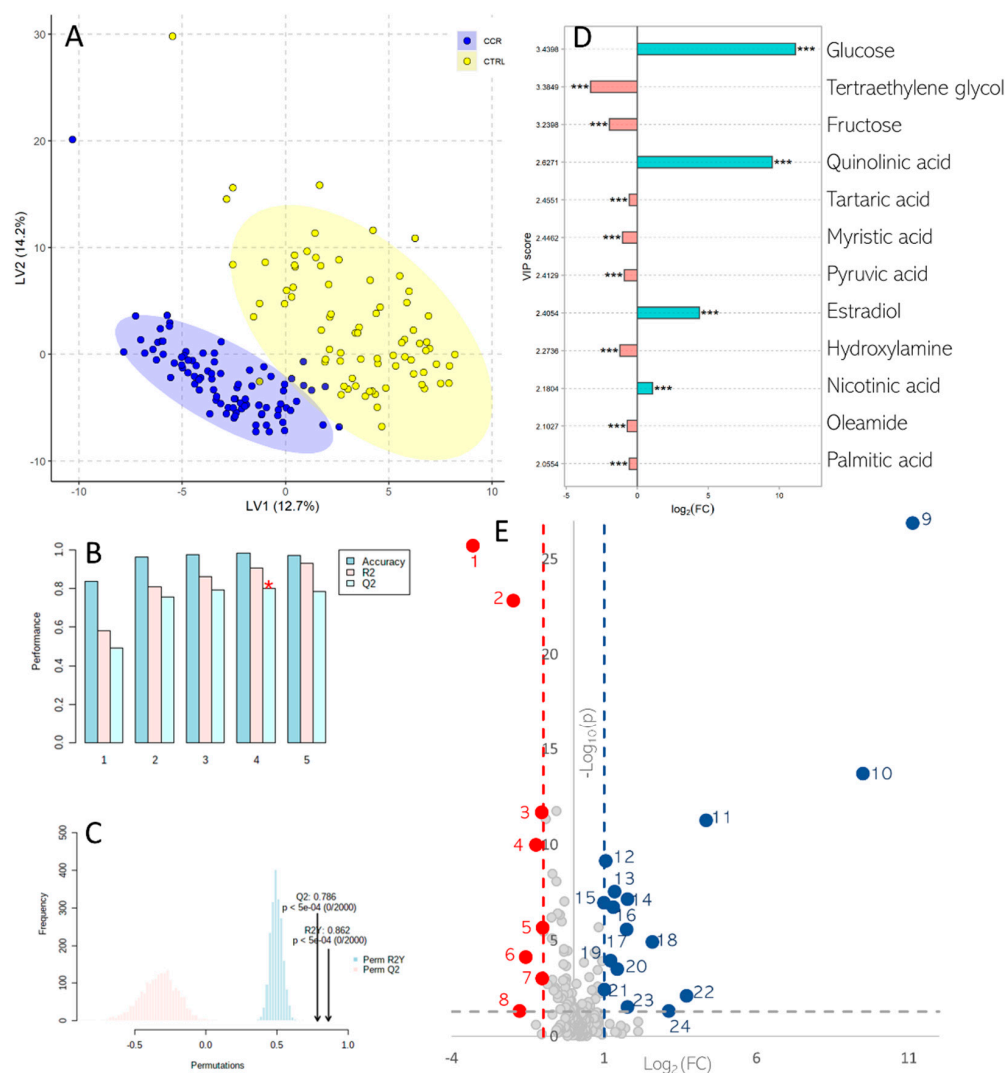 A
CCR
CTRL
30
20
10
0
-10
-10
-5
0
5
10
LV2 (14.2%)
LV1 (12.7%)
D
3.4398
*** Glucose
3.3849
*** Tertraethylene glycol
3.2398
*** Fructose
2.6271
*** Quinolinic acid
2.4551
*** Tartaric acid
2.4462
*** Myristic acid
2.4129
*** Pyruvic acid
2.4054
*** Estradiol
2.2736
*** Hydroxylamine
2.1804
*** Nicotinic acid
2.1027
*** Oleamide
2.0554
*** Palmitic acid
VIP score
-5
0
5
10
log2(FC)
B
Accuracy
R2
Q2
*
Performance
1.0
0.8
0.6
0.4
0.2
0.0
1
2
3
4
5
C
Frequency
500
400
300
200
100
0
Q2: 0.786
p < 5e-04 (0/2000)
R2Y: 0.862
p < 5e-04 (0/2000)
Perm R2Y
Perm Q2
-0.5
0.0
0.5
1.0
Permutations
E
-Log10(p)
25
20
15
10
5
0
1
2
3
4
5
6
7
8
9
10
11
12
13
14
15
16
17
18
19
20
21
22
23
24
-4
1
6
11
Log2(FC)